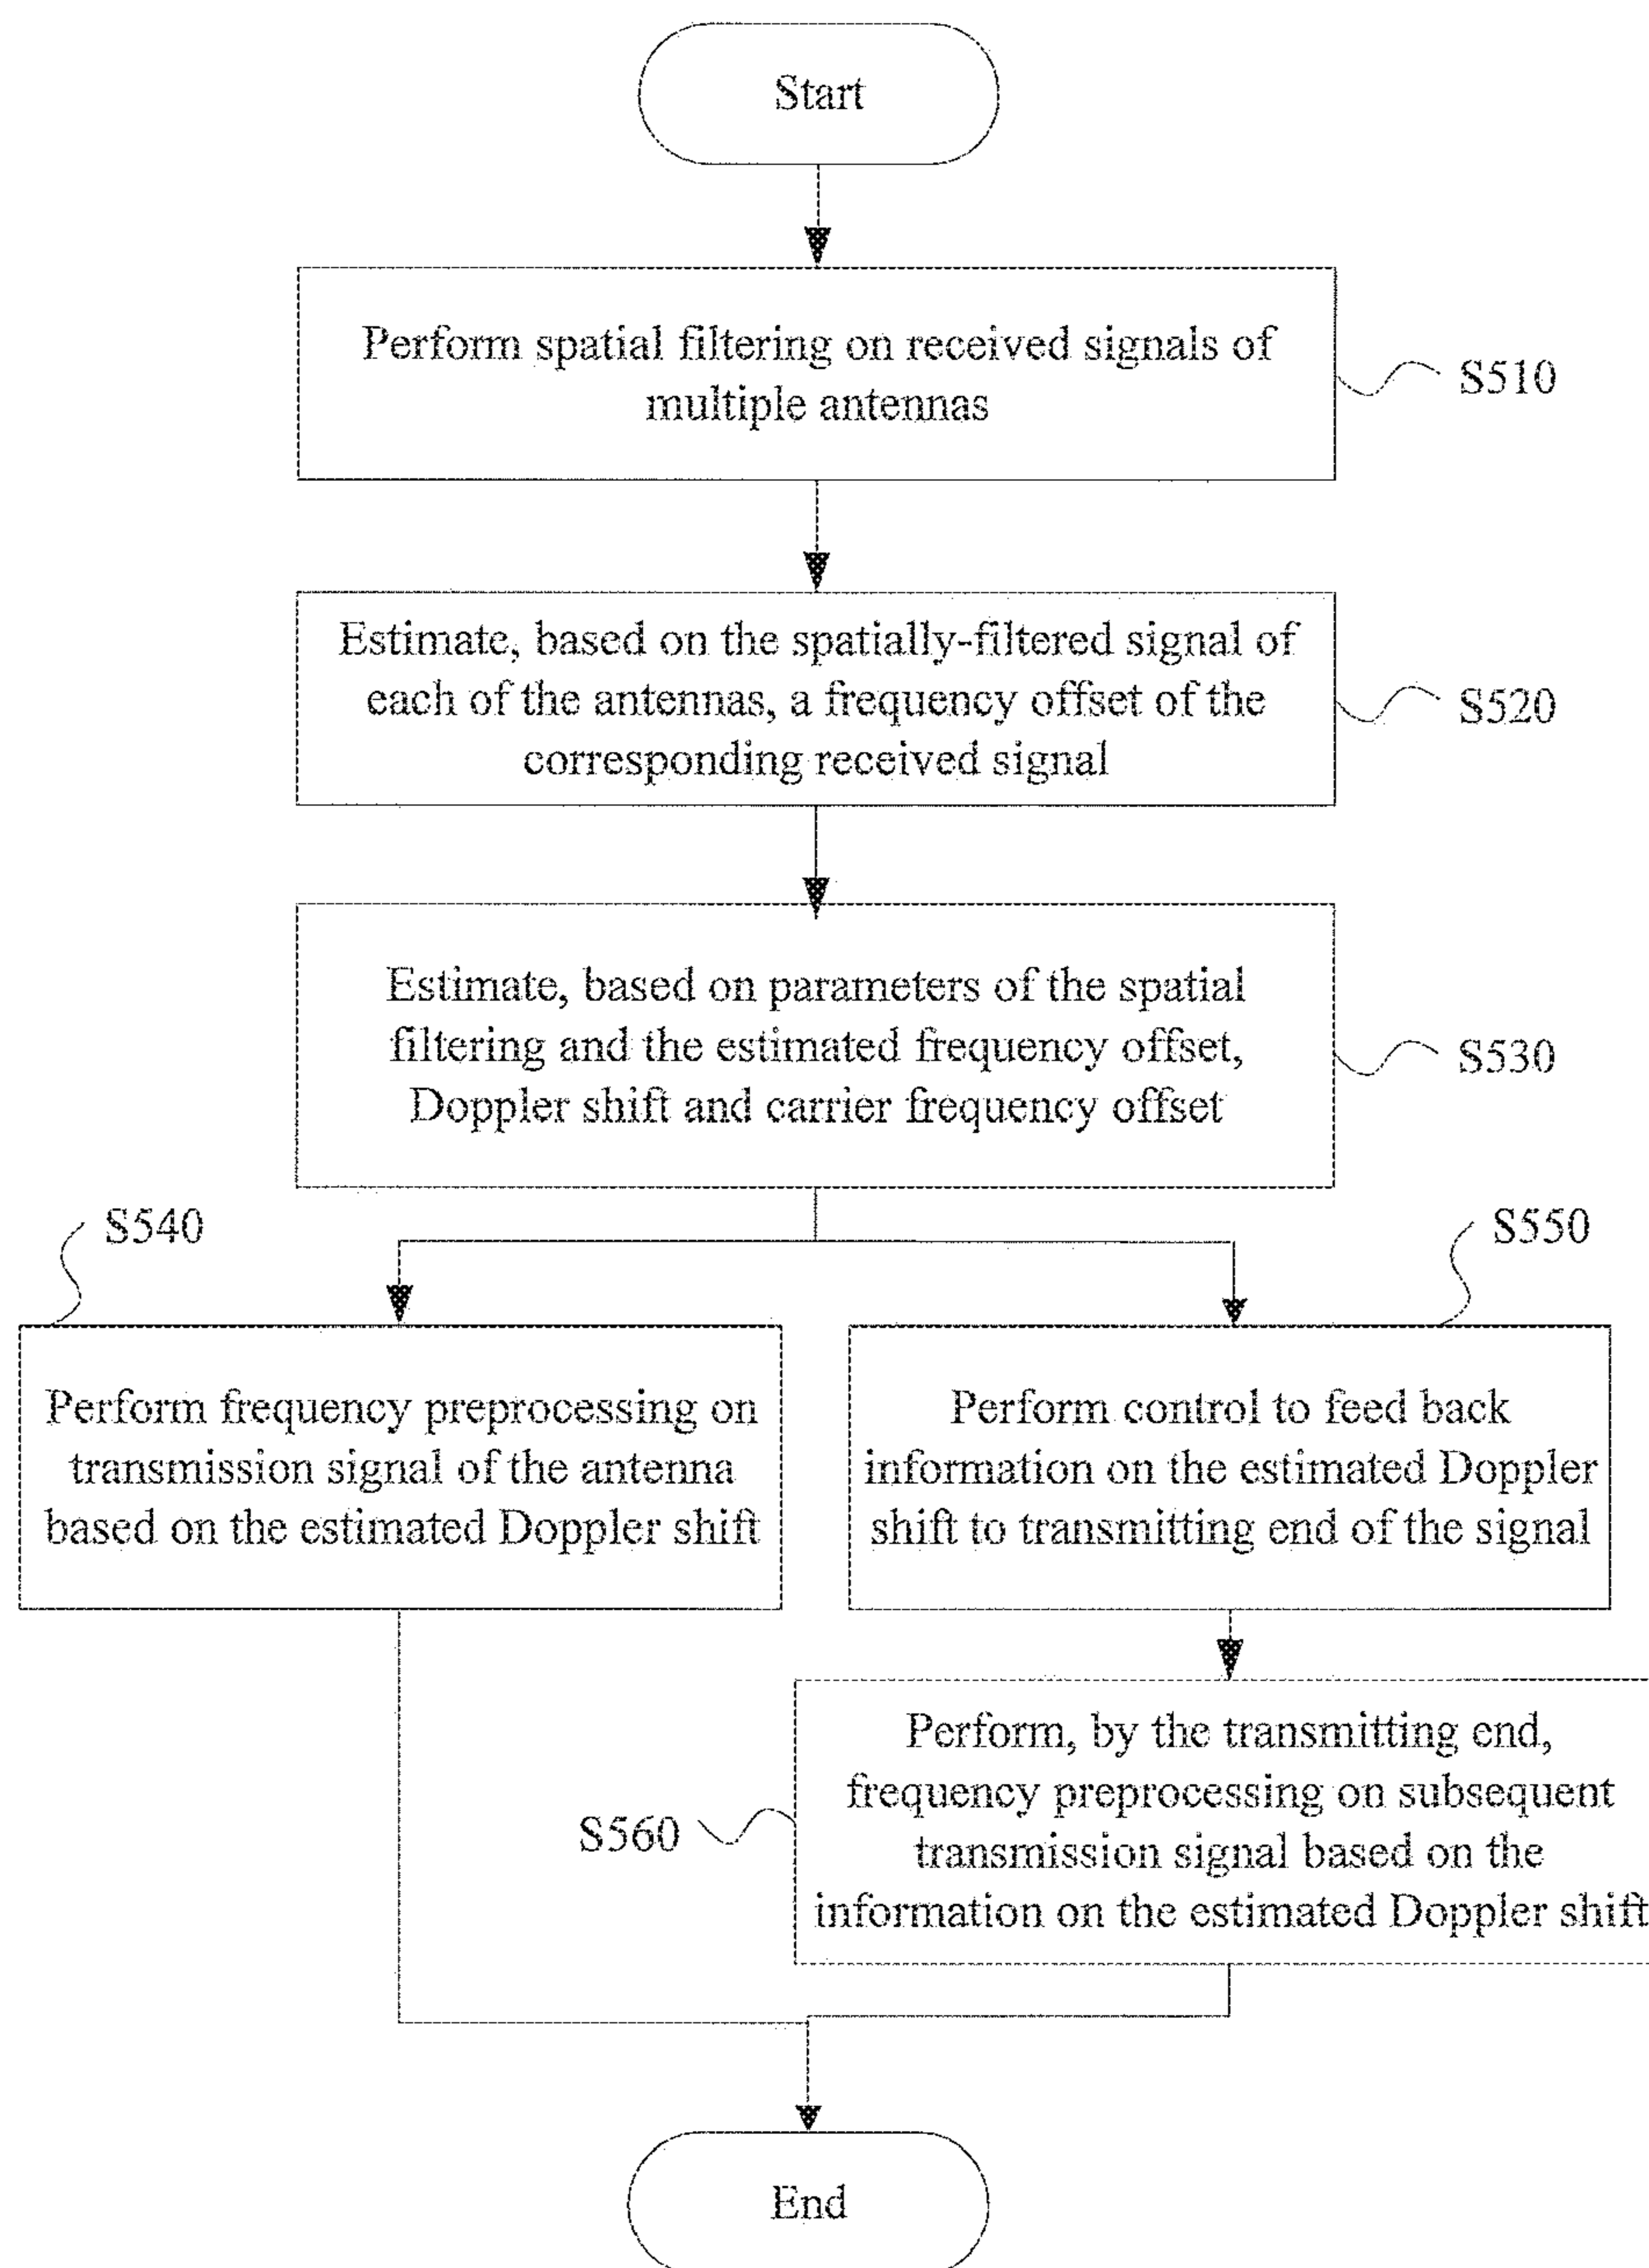 Start
Perform spatial filtering on received signals of
multiple antennas
S510
Estimate, based on the spatially-filtered signal of
each of the antennas, a frequency offset of the
corresponding received signal
S520
Estimate, based on parameters of the spatial
filtering and the estimated frequency offset,
Doppler shift and carrier frequency offset
S530
S540
S550
Perform frequency preprocessing on
transmission signal of the antenna
based on the estimated Doppler shift
Perform control to feed back
information on the estimated Doppler
shift to transmitting end of the signal
Perform, by the transmitting end,
frequency preprocessing on subsequent
transmission signal based on the
information on the estimated Doppler shift
S560
End